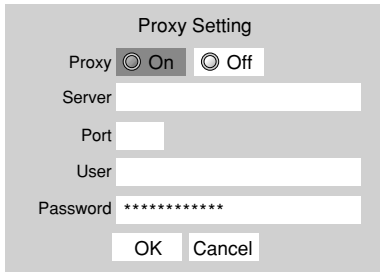 Proxy Setting
Proxy On Off
Server
Port
User
Password ************
OK Cancel